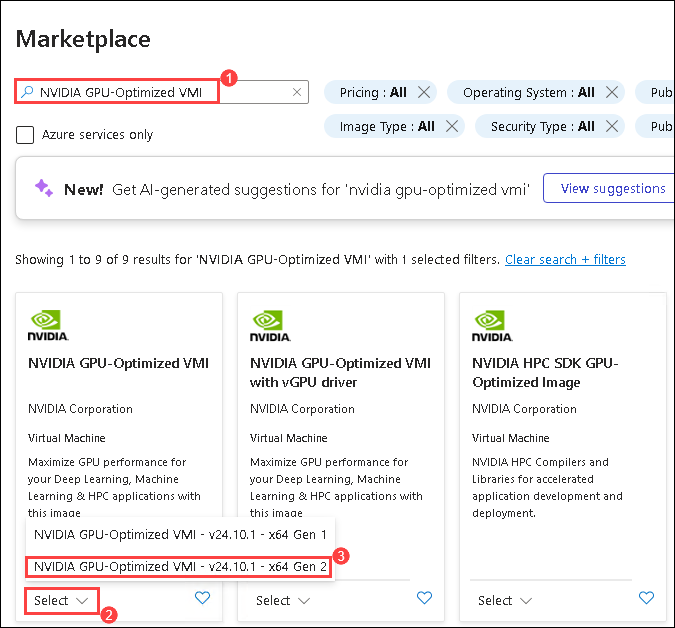 Marketplace
1
NVIDIA GPU-Optimized VMI
Pricing : All
Operating System : All
Pub
Azure services only
Image Type : All
Security Type : All
Pub
New! Get AI-generated suggestions for 'nvidia gpu-optimized vmi'
View suggestions
Showing 1 to 9 of 9 results for 'NVIDIA GPU-Optimized VMI' with 1 selected filters. Clear search + filters
NVIDIA.
NVIDIA GPU-Optimized VMI
NVIDIA Corporation
Virtual Machine
Maximize GPU performance for
your Deep Learning, Machine
Learning & HPC applications with
this image
NVIDIA GPU-Optimized VMI - v24.10.1 - x64 Gen 1
NVIDIA GPU-Optimized VMI - v24.10.1 - x64 Gen 2
3
Select
2
NVIDIA.
NVIDIA GPU-Optimized VMI
with vGPU driver
NVIDIA Corporation
Virtual Machine
Maximize GPU performance for
your Deep Learning, Machine
Learning & HPC applications with
this image
Select
NVIDIA.
NVIDIA HPC SDK GPU-
Optimized Image
NVIDIA Corporation
Virtual Machine
NVIDIA HPC Compilers and
Libraries for accelerated
application development and
deployment.
Select